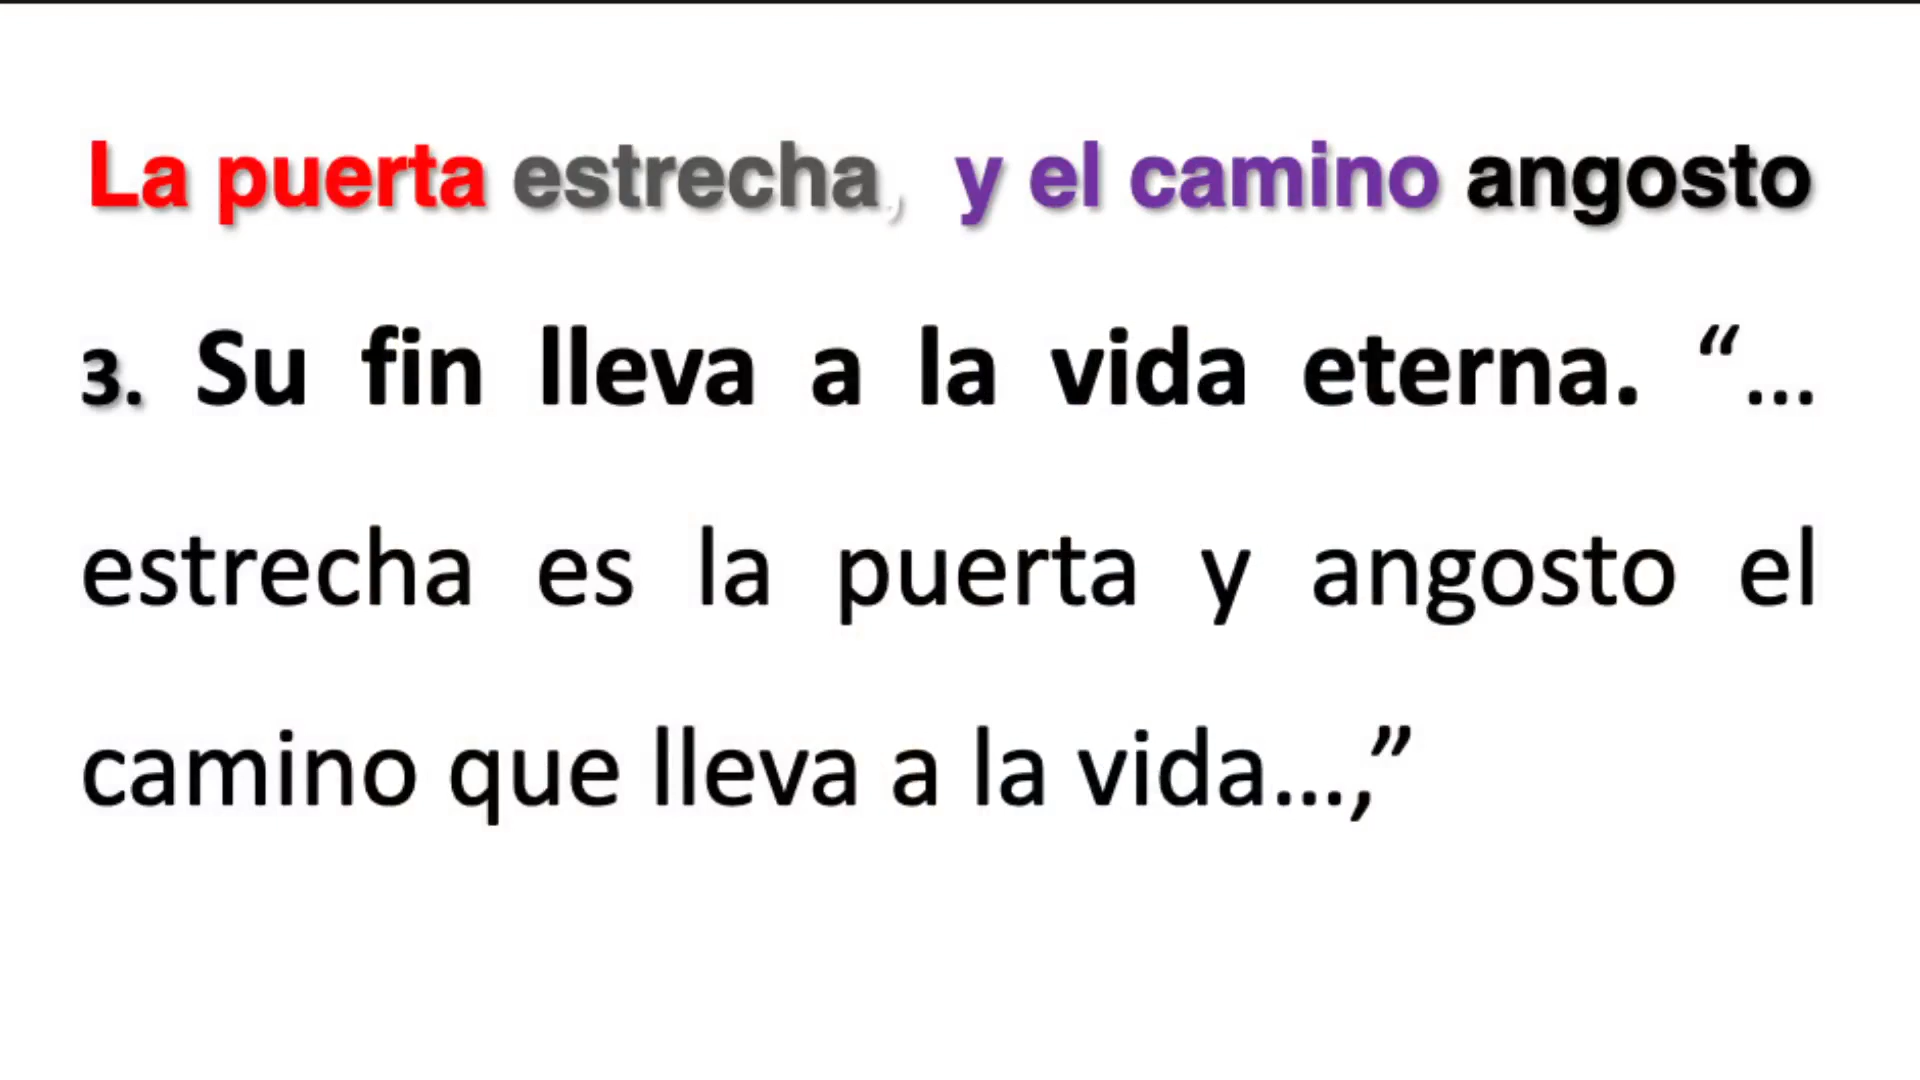 La puerta estrecha, y el camino angosto
3. Su fin lleva a la vida eterna. “...
estrecha es la puerta y angosto el
camino que lleva a la vida...,”